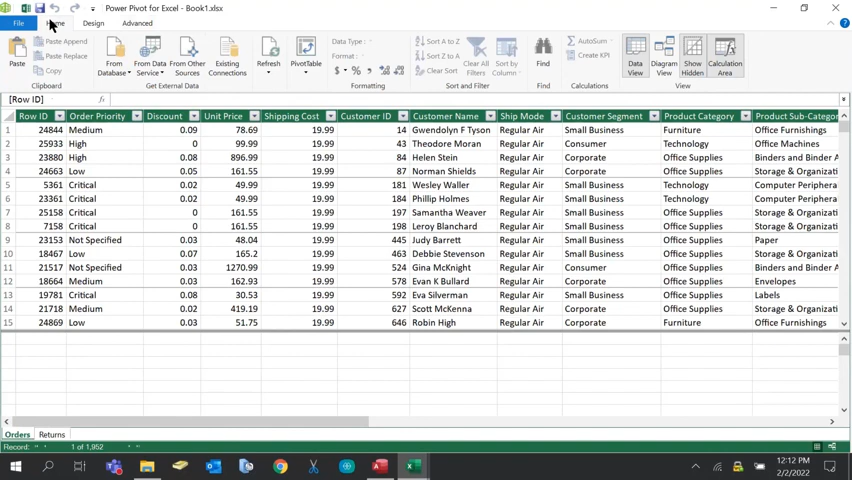 Power Pivot for Excel - Book1.xlsx
File Home Design Advanced
Paste
Paste Append
Paste Replace
Copy
Clipboard
From Database
From Data Service
From Other Sources
Existing Connections
Get External Data
Refresh
PivotTable
Data Type :
Format :
$ % ,
Formatting
Sort A to Z
Sort Z to A
Clear Sort
Clear All Filters
Sort by Column
Sort and Filter
Find
Find
AutoSum
Create KPI
Calculations
Data View
Diagram View
Show Hidden
Calculation Area
View
[Row ID] fx
Row ID Order Priority Discount Unit Price Shipping Cost Customer ID Customer Name Ship Mode Customer Segment Product Category Product Sub-Categor
1 24844 Medium 0.09 78.69 19.99 14 Gwendolyn F Tyson Regular Air Small Business Furniture Office Furnishings
2 25933 High 0 99.99 19.99 43 Theodore Moran Regular Air Consumer Technology Office Machines
3 23880 High 0.08 896.99 19.99 84 Helen Stein Regular Air Corporate Office Supplies Binders and Binder A
4 24663 Low 0.05 161.55 19.99 97 Norman Shields Regular Air Corporate Office Supplies Storage & Organizati
5 5361 Critical 0.02 49.99 19.99 181 Wesley Waller Regular Air Small Business Technology Computer Periphera
6 23361 Critical 0.02 49.99 19.99 184 Phillip Holmes Regular Air Small Business Technology Computer Periphera
7 25158 Critical 0 161.55 19.99 197 Samantha Weaver Regular Air Small Business Office Supplies Storage & Organizati
8 7158 Critical 0 161.55 19.99 198 Leroy Blanchard Regular Air Small Business Office Supplies Storage & Organizati
9 23153 Not Specified 0.03 48.04 19.99 445 Judy Barrett Regular Air Small Business Office Supplies Paper
10 18467 Low 0.07 165.2 19.99 463 Debbie Stevenson Regular Air Small Business Office Supplies Storage & Organizati
11 21517 Not Specified 0.03 1270.99 19.99 524 Gina McKnight Regular Air Consumer Office Supplies Binders and Binder A
12 18664 Medium 0.03 162.93 19.99 578 Evan K Bullard Regular Air Corporate Office Supplies Envelopes
13 19781 Critical 0.08 30.53 19.99 592 Eva Silverman Regular Air Small Business Office Supplies Labels
14 21718 Medium 0.02 419.19 19.99 627 Scott McKenna Regular Air Corporate Office Supplies Storage & Organizati
15 24869 Low 0.03 51.75 19.99 646 Robin High Regular Air Corporate Furniture Office Furnishings
Orders Returns
Record: 1 of 1,952
12:12 PM
2/2/2022